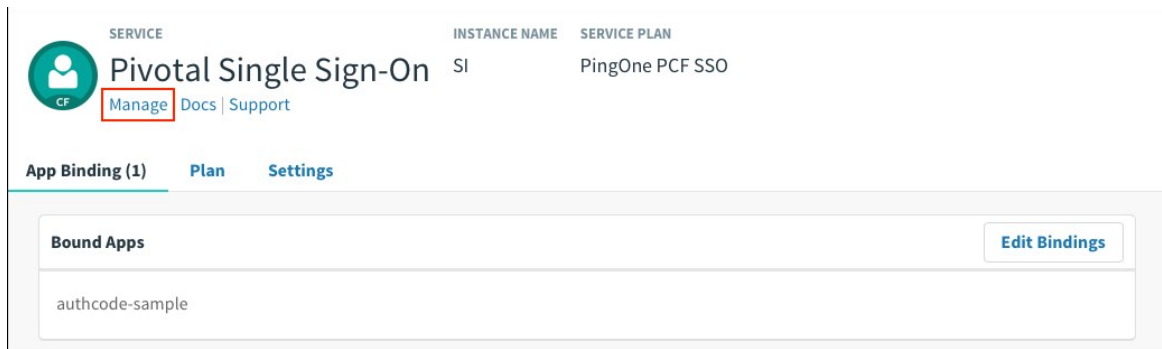 SERVICE
Pivotal Single Sign-On
CF
Manage Docs | Support
INSTANCE NAME
SI
SERVICE PLAN
PingOne PCF SSO
App Binding (1) Plan Settings
Bound Apps Edit Bindings
authcode-sample